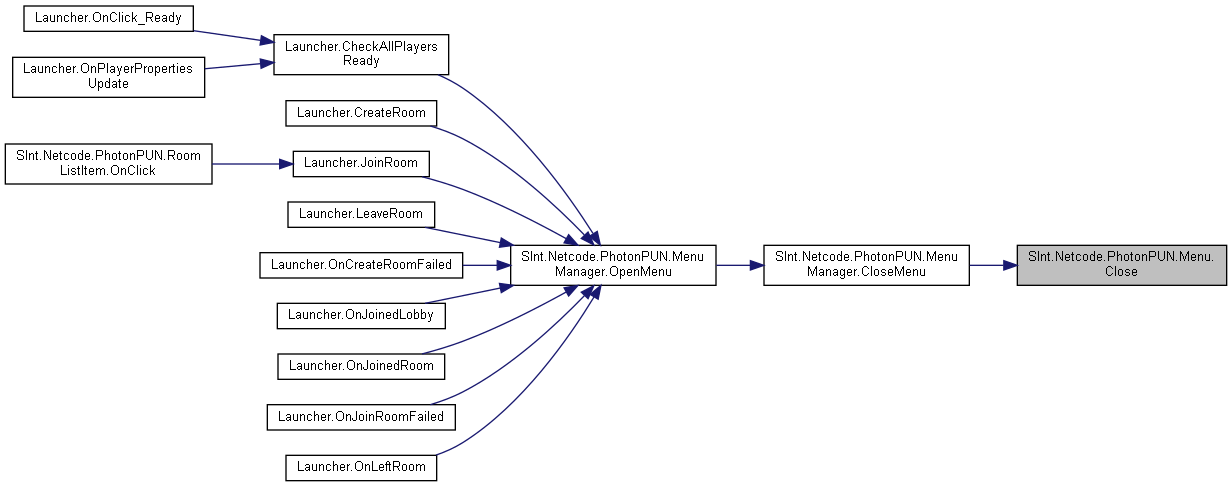 Launcher.OnClick_Ready
Launcher.OnPlayerProperties
Update
Launcher.CheckAllPlayers
Ready
Launcher.CreateRoom
SInt.Netcode.PhotonPUN.Room
ListItem.OnClick
Launcher.JoinRoom
Launcher.LeaveRoom
Launcher.OnCreateRoomFailed
Launcher.OnJoinedLobby
Launcher.OnJoinedRoom
Launcher.OnJoinRoomFailed
Launcher.OnLeftRoom
SInt.Netcode.PhotonPUN.Menu
Manager.OpenMenu
SInt.Netcode.PhotonPUN.Menu
Manager.CloseMenu
SInt.Netcode.PhotonPUN.Menu.
Close